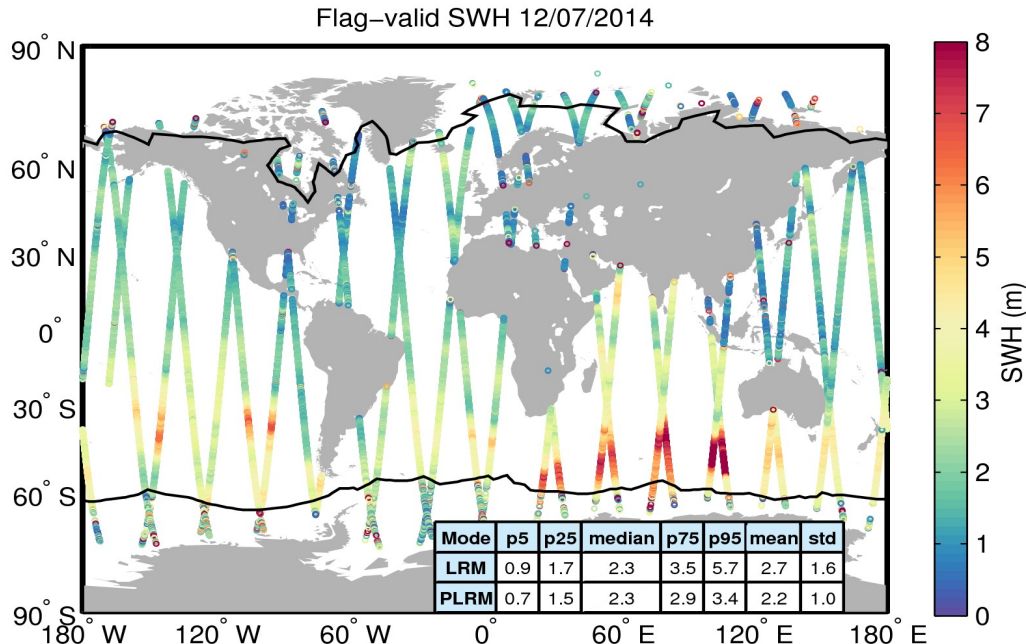 Flag-valid SWH 12/07/2014
90° N
60° N
30° N
0°
30° S
60° S
90° S
180° W
120° W
60° W
0°
60° E
120° E
180° E
8
7
6
5
4
3
2
1
0
SWH (m)
Mode p5 p25 median p75 p95 mean std
LRM 0.9 1.7 2.3 3.5 5.7 2.7 1.6
PLRM 0.7 1.5 2.3 2.9 3.4 2.2 1.0